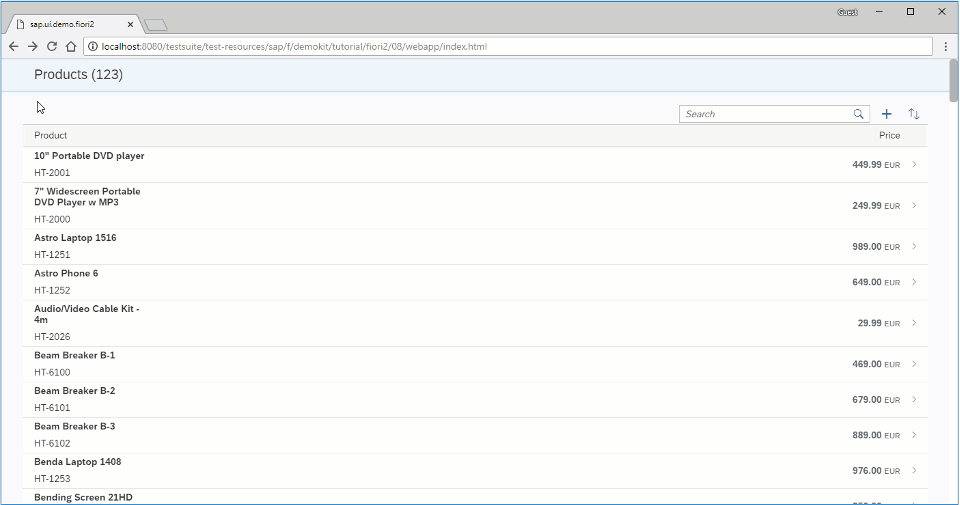 Guest
sap.ui.demo.fiori2
localhost:8080/testsuite/test-resources/sap/f/demokit/tutorial/fiori2/08/webapp/index.html
Products (123)
Search
Product Price
10" Portable DVD player
HT-2001
449.99 EUR
7" Widescreen Portable
DVD Player w MP3
HT-2000
249.99 EUR
Astro Laptop 1516
HT-1251
989.00 EUR
Astro Phone 6
HT-1252
649.00 EUR
Audio/Video Cable Kit -
4m
HT-2026
29.99 EUR
Beam Breaker B-1
HT-6100
469.00 EUR
Beam Breaker B-2
HT-6101
679.00 EUR
Beam Breaker B-3
HT-6102
889.00 EUR
Benda Laptop 1408
HT-1253
976.00 EUR
Bending Screen 21HD